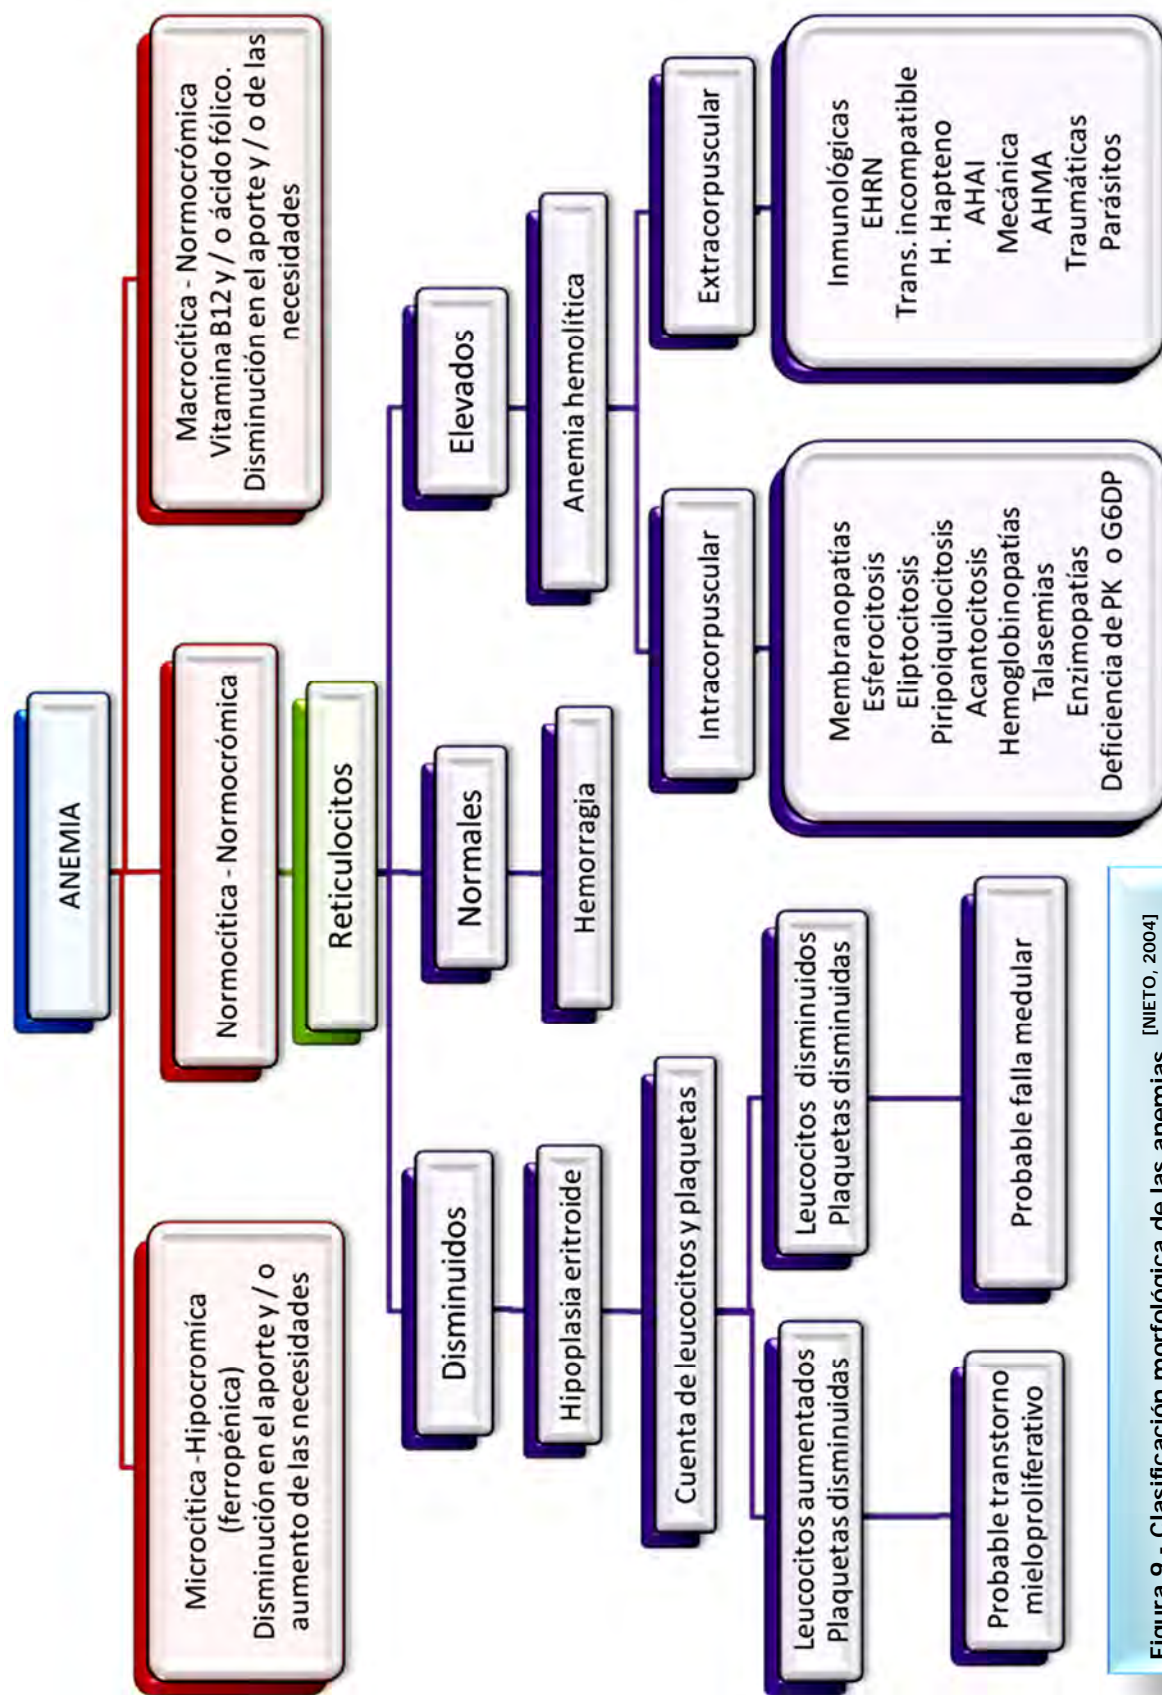 ANEMIA
Microcítica -Hipocromíca
(ferropénica)
Disminución en el aporte y / o
aumento de las necesidades
Normocítica - Normocrómica
Macrocítica - Normocrómica
Vitamina B12 y / o ácido fólico.
Disminución en el aporte y / o de las
necesidades
Reticulocitos
Disminuidos
Normales
Elevados
Hipoplasia eritroide
Hemorragia
Anemia hemolítica
Cuenta de leucocitos y plaquetas
Intracorpuscular
Extracorpuscular
Leucocitos aumentados
Plaquetas disminuidas
Leucocitos disminuidos
Plaquetas disminuidas
Membranopatías
Esferocitosis
Eliptocitosis
Piripoiquilocitosis
Acantocitosis
Hemoglobinopatías
Talasemias
Enzimopatías
Deficiencia de PK o G6DP
Inmunológicas
EHRN
Trans. incompatible
H. Hapteno
AHAI
Mecánica
AHMA
Traumáticas
Parásitos
Probable transtorno
mieloproliferativo
Probable falla medular
Figura 9.- Clasificación morfológica de las anemias. [NIETO, 2004]